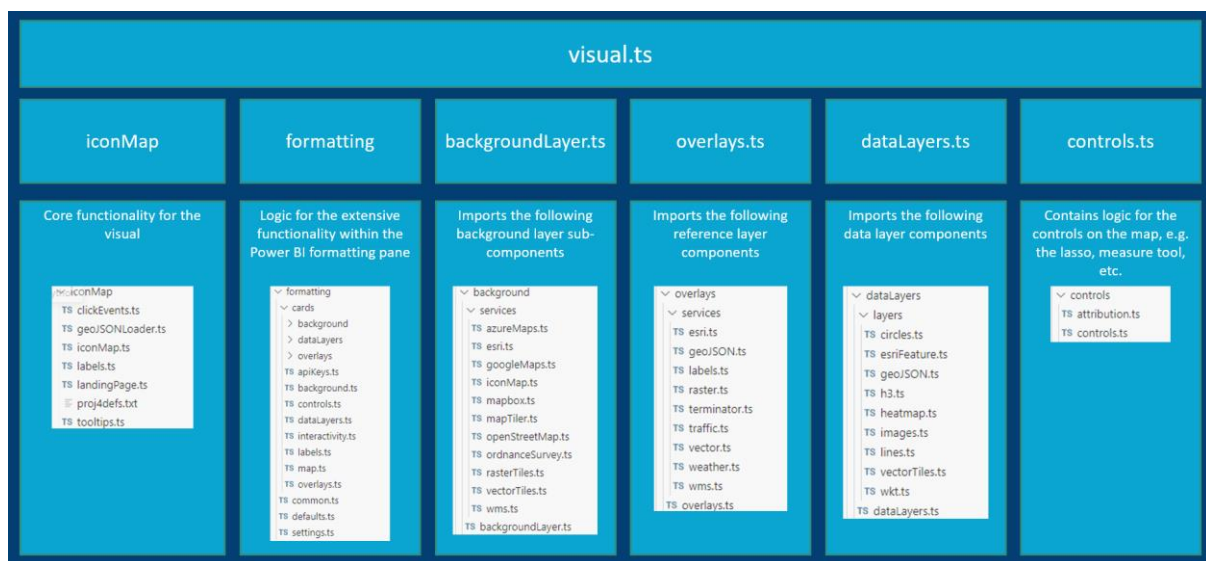 visual.ts
iconMap
formatting
backgroundLayer.ts
overlays.ts
dataLayers.ts
controls.ts
Core functionality for the
visual
iconMap
TS clickEvents.ts
TS geoJSONLoader.ts
TS iconMap.ts
TS labels.ts
TS landingPage.ts
proj4defs.txt
TS tooltips.ts
Logic for the extensive
functionality within the
Power BI formatting pane
formatting
cards
background
dataLayers
overlays
TS apiKeys.ts
TS background.ts
TS controls.ts
TS dataLayers.ts
TS interactivity.ts
TS labels.ts
TS map.ts
TS overlays.ts
TS common.ts
TS defaults.ts
TS settings.ts
Imports the following
background layer sub-
components
background
services
TS azureMaps.ts
TS esri.ts
TS googleMaps.ts
TS iconMap.ts
TS mapbox.ts
TS mapTiler.ts
TS openStreetMap.ts
TS ordnanceSurvey.ts
TS rasterTiles.ts
TS vectorTiles.ts
TS wms.ts
TS backgroundLayer.ts
Imports the following
reference layer
components
overlays
services
TS esri.ts
TS geoJSON.ts
TS labels.ts
TS raster.ts
TS terminator.ts
TS traffic.ts
TS vector.ts
TS weather.ts
TS wms.ts
TS overlays.ts
Imports the following
data layer components
dataLayers
layers
TS circles.ts
TS esriFeature.ts
TS geoJSON.ts
TS h3.ts
TS heatmap.ts
TS images.ts
TS lines.ts
TS vectorTiles.ts
TS wkt.ts
TS dataLayers.ts
Contains logic for the
controls on the map, e.g.
the lasso, measure tool,
etc.
controls
TS attribution.ts
TS controls.ts